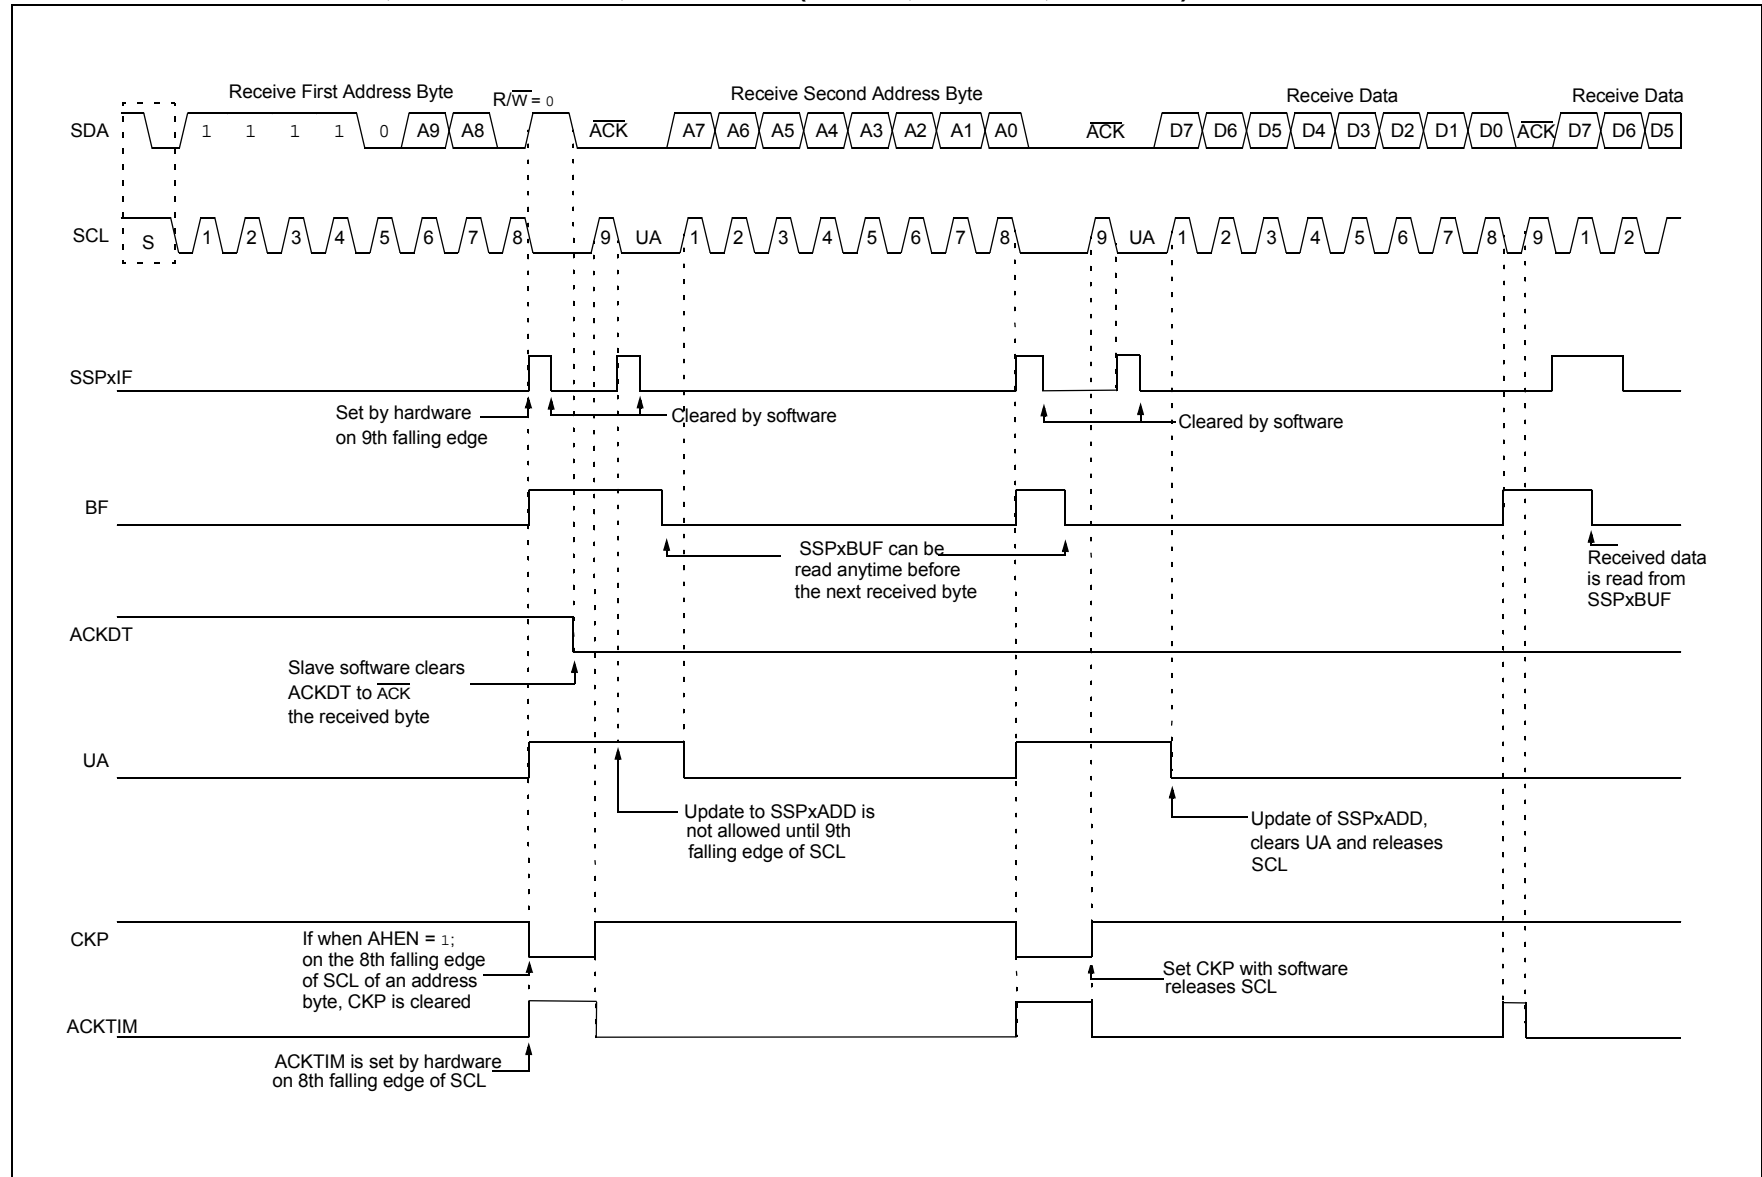 Receive First Address Byte
R/W = 0
Receive Second Address Byte
Receive Data
Receive Data
SDA
1 1 1 1 0 A9 A8
ACK
A7 A6 A5 A4 A3 A2 A1 A0
ACK
D7 D6 D5 D4 D3 D2 D1 D0
ACK
D7 D6 D5
SCL
S
1 2 3 4 5 6 7 8 9 UA 1 2 3 4 5 6 7 8 9 UA 1 2 3 4 5 6 7 8 9 1 2
SSPxIF
Set by hardware
on 9th falling edge
Cleared by software
Cleared by software
BF
SSPxBUF can be
read anytime before
the next received byte
Received data
is read from
SSPxBUF
ACKDT
Slave software clears
ACKDT to ACK
the received byte
UA
Update to SSPxADD is
not allowed until 9th
falling edge of SCL
Update of SSPxADD,
clears UA and releases
SCL
CKP
If when AHEN = 1;
on the 8th falling edge
of SCL of an address
byte, CKP is cleared
Set CKP with software
releases SCL
ACKTIM
ACKTIM is set by hardware
on 8th falling edge of SCL